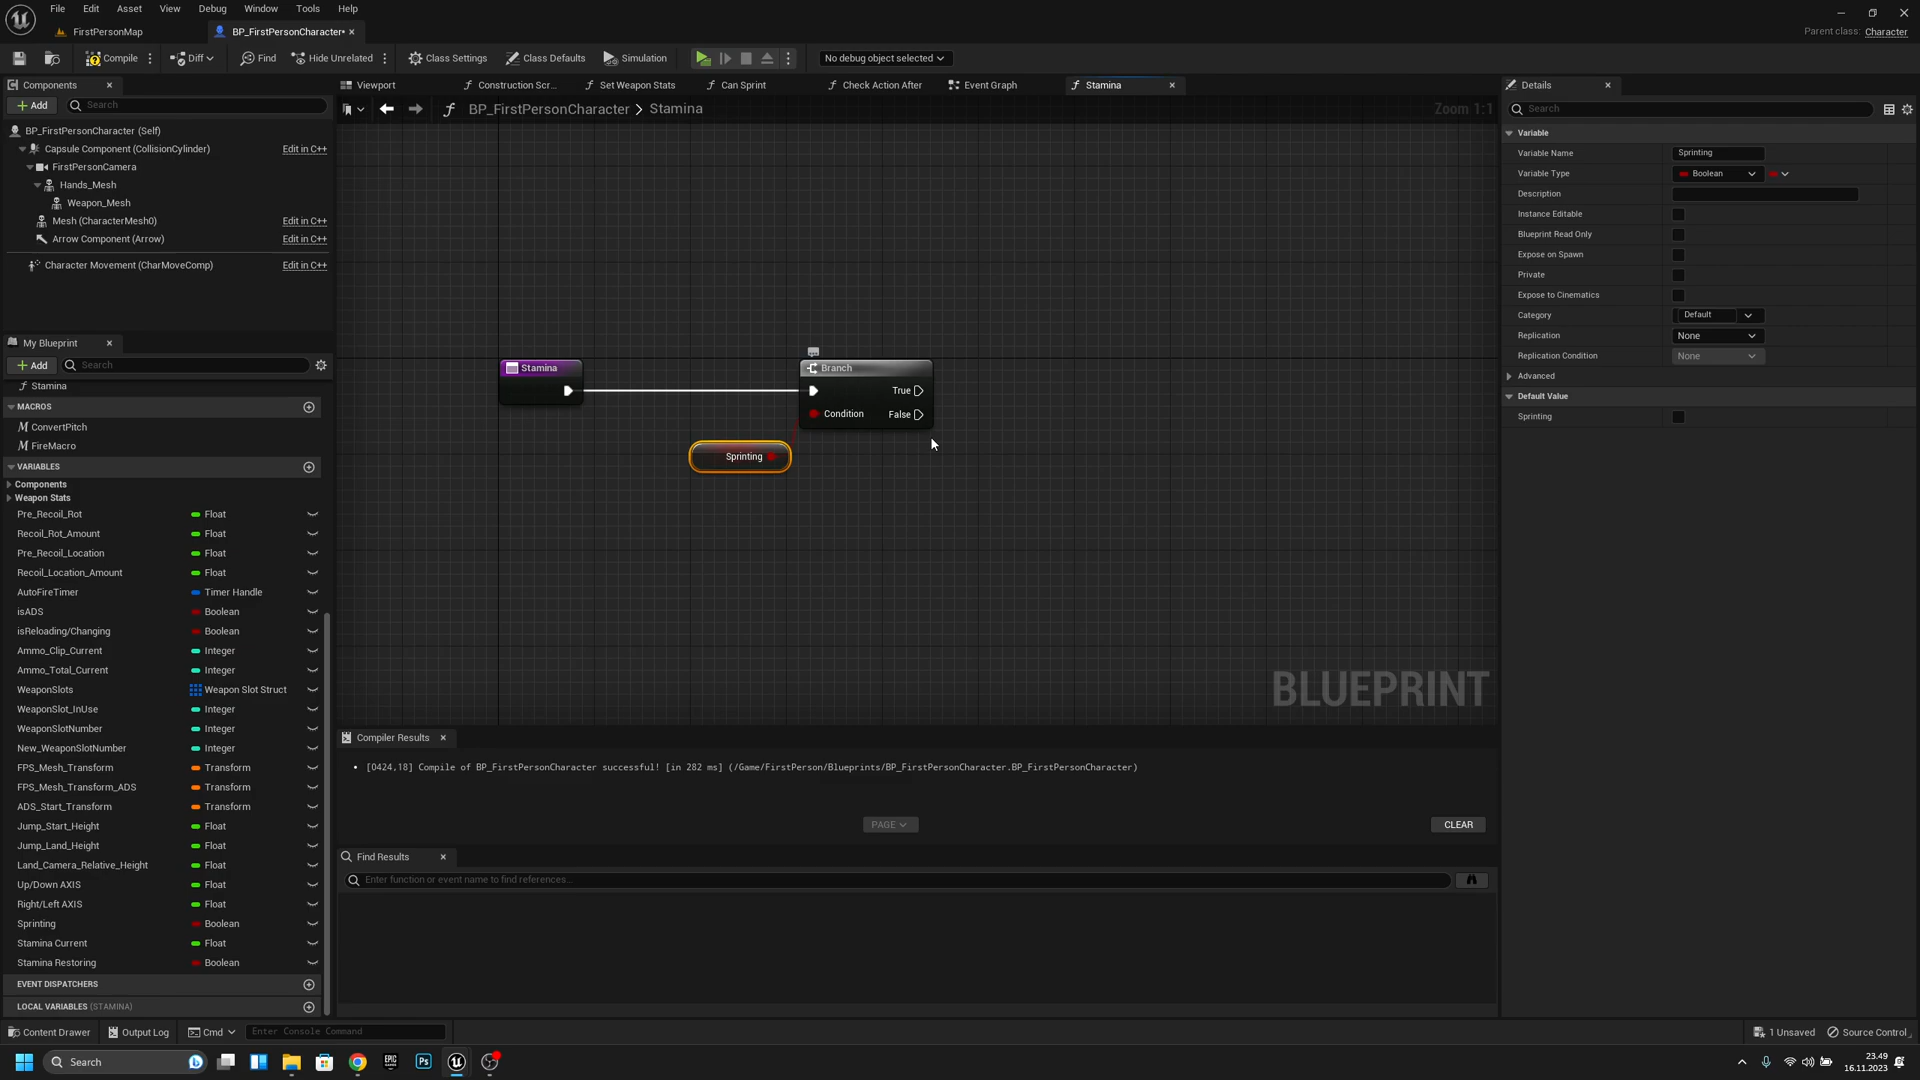 File Edit Asset View Window Debug Tools Help
FirstPersonMap
BP_FirstPersonCharacter•
Parent class: Character
Compile
Diff
Find
Hide Unrelated
Class Settings
Class Defaults
Simulation
No debug object selected
Components
Add
Search
BP_FirstPersonCharacter (Self)
Capsule Component (CollisionCylinder) Edit in C++
FirstPersonCamera
Hands_Mesh
Weapon_Mesh
Mesh (CharacterMesh0) Edit in C++
Arrow Component (Arrow) Edit in C++
Character Movement (CharMoveComp) Edit in C++
My Blueprint
Add
Search
Stamina
MACROS
ConvertPitch
FireMacro
VARIABLES
Components
Weapon Stats
Pre_Recoil_Rot Float
Recoil_Rot_Amount Float
Pre_Recoil_Location Float
Recoil_Location_Amount Float
AutoFireTimer Timer Handle
isADS Boolean
isReloading/Changing Boolean
Ammo_Clip_Current Integer
Ammo_Total_Current Integer
WeaponSlots Weapon Slot Struct
WeaponSlot_InUse Integer
WeaponSlotNumber Integer
New_WeaponSlotNumber Integer
FPS_Mesh_Transform Transform
FPS_Mesh_Transform_ADS Transform
ADS_Start_Transform Transform
Jump_Start_Height Float
Jump_Land_Height Float
Land_Camera_Relative_Height Float
Up/Down AXIS Float
Right/Left AXIS Float
Sprinting Boolean
Stamina Current Float
Stamina Restoring Boolean
EVENT DISPATCHERS
LOCAL VARIABLES (STAMINA)
Viewport
Construction Scr...
Set Weapon Stats
Can Sprint
Check Action After
Event Graph
Stamina
BP_FirstPersonCharacter > Stamina
Zoom 1:1
Stamina
Branch
True
Condition
False
Sprinting
BLUEPRINT
Compiler Results
[0424,18] Compile of BP_FirstPersonCharacter successful! [in 282 ms] (/Game/FirstPerson/Blueprints/BP_FirstPersonCharacter.BP_FirstPersonCharacter)
PAGE
CLEAR
Find Results
Enter function or event name to find references...
Details
Search
Variable
Variable Name Sprinting
Variable Type Boolean
Description
Instance Editable
Blueprint Read Only
Expose on Spawn
Private
Expose to Cinematics
Category Default
Replication None
Replication Condition None
Advanced
Default Value
Sprinting
Content Drawer
Output Log
Cmd
Enter Console Command
1 Unsaved
Source Control
Search
EPIC
Ps
23.49
16.11.2023